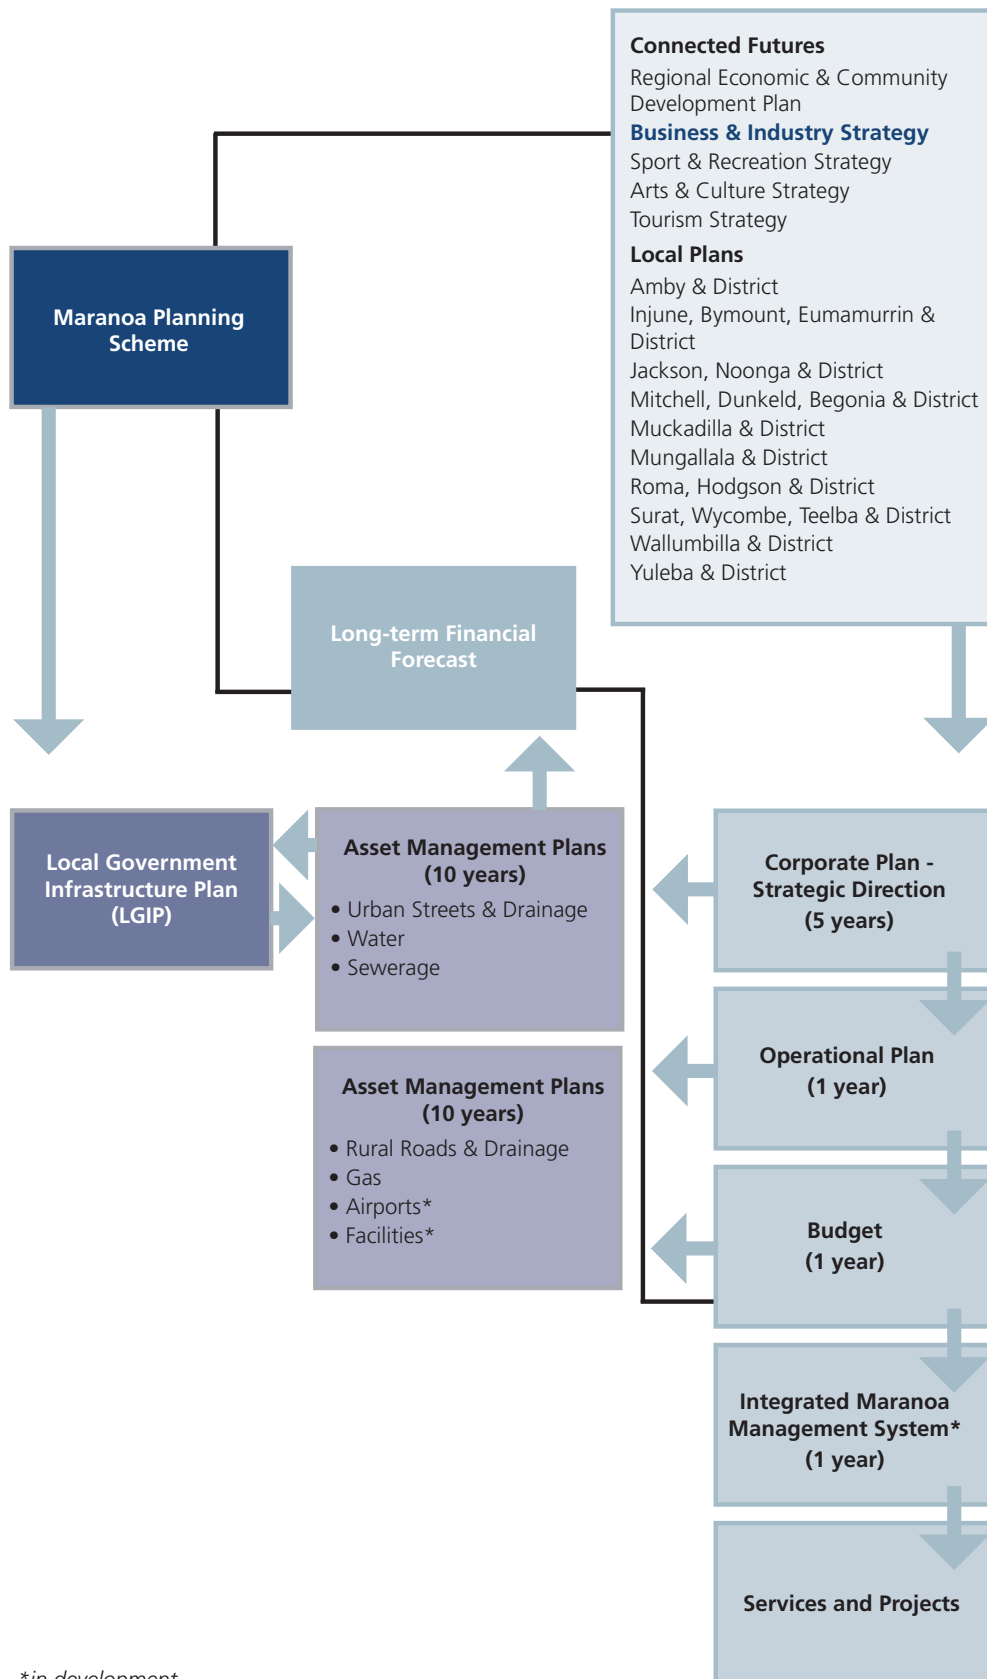 Connected Futures
Regional Economic & Community
Development Plan
Business & Industry Strategy
Sport & Recreation Strategy
Arts & Culture Strategy
Tourism Strategy
Local Plans
Amby & District
Injune, Bymount, Eumamurrin &
District
Jackson, Noonga & District
Mitchell, Dunkeld, Begonia & District
Muckadilla & District
Mungallala & District
Roma, Hodgson & District
Surat, Wycombe, Teelba & District
Wallumbilla & District
Yuleba & District
Maranoa Planning
Scheme
Long-term Financial
Forecast
Local Government
Infrastructure Plan
(LGIP)
Asset Management Plans
(10 years)
• Urban Streets & Drainage
• Water
• Sewerage
Asset Management Plans
(10 years)
• Rural Roads & Drainage
• Gas
• Airports*
• Facilities*
Corporate Plan -
Strategic Direction
(5 years)
Operational Plan
(1 year)
Budget
(1 year)
Integrated Maranoa
Management System*
(1 year)
Services and Projects
*in development